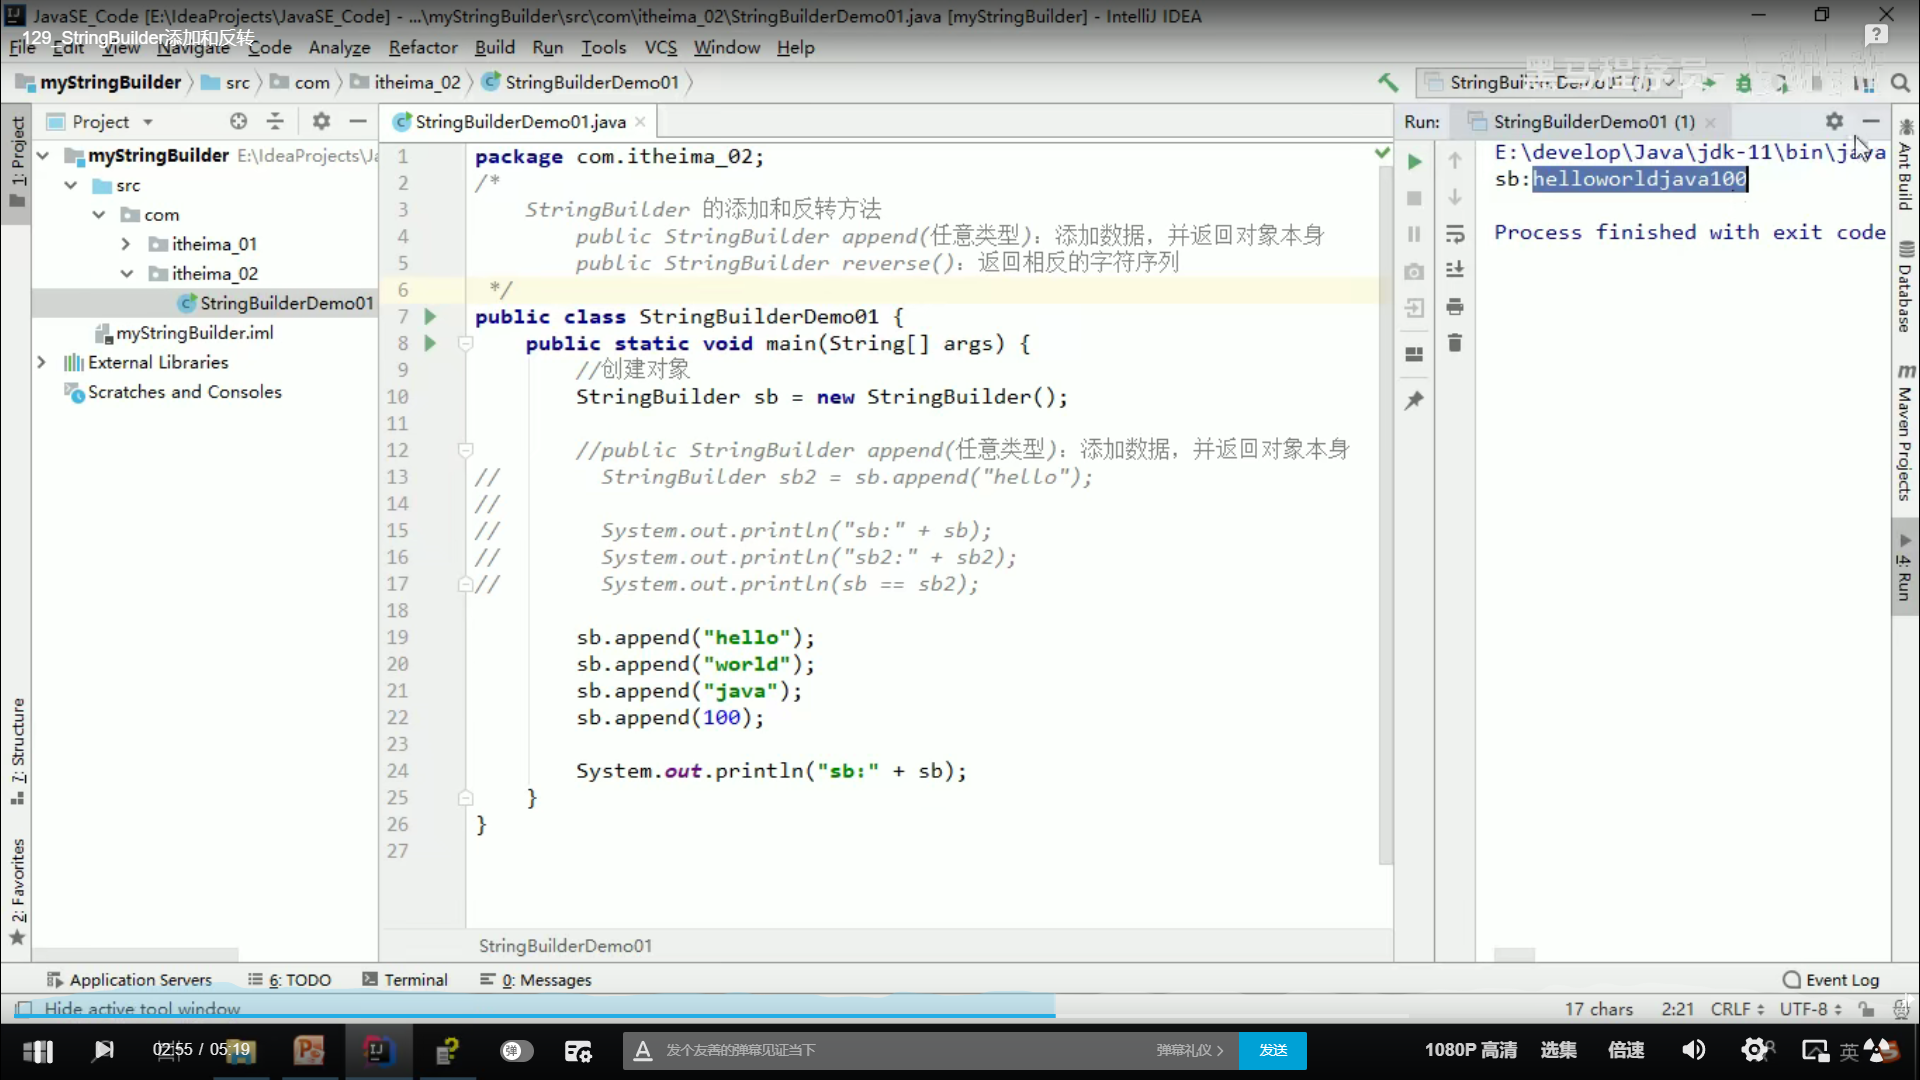 JavaSE_Code [E:\IdeaProjects\JavaSE_Code] - ...\myStringBuilder\src\com\itheima_02\StringBuilderDemo01.java [myStringBuilder] - IntelliJ IDEA
129_StringBuilder添加和反转
File Edit View Navigate Code Analyze Refactor Build Run Tools VCS Window Help
黑马程序员
myStringBuilder src com itheima_02 StringBuilderDemo01
StringBuilderDemo01 (1)
1: Project
Project
StringBuilderDemo01.java
Run: StringBuilderDemo01 (1)
myStringBuilder E:\IdeaProjects\Ja
src
com
itheima_01
itheima_02
StringBuilderDemo01
myStringBuilder.iml
External Libraries
Scratches and Consoles
1 package com.itheima_02;
2 /*
3 StringBuilder 的添加和反转方法
4 public StringBuilder append(任意类型): 添加数据, 并返回对象本身
5 public StringBuilder reverse(): 返回相反的字符序列
6 */
7 public class StringBuilderDemo01 {
8 public static void main(String[] args) {
9 //创建对象
10 StringBuilder sb = new StringBuilder();
11
12 //public StringBuilder append(任意类型): 添加数据, 并返回对象本身
13 // StringBuilder sb2 = sb.append("hello");
14 //
15 // System.out.println("sb:" + sb);
16 // System.out.println("sb2:" + sb2);
17 // System.out.println(sb == sb2);
18
19 sb.append("hello");
20 sb.append("world");
21 sb.append("java");
22 sb.append(100);
23
24 System.out.println("sb:" + sb);
25 }
26 }
27
StringBuilderDemo01
E:\develop\Java\jdk-11\bin\java
sb:helloworldjava100
Process finished with exit code
Ant Build
Database
Maven Projects
4: Run
7: Structure
2: Favorites
Application Servers 6: TODO Terminal 0: Messages Event Log
Hide active tool window 17 chars 2:21 CRLF UTF-8
02:55 / 05:19 弹 发个友善的弹幕见证当下 弹幕礼仪 > 发送 1080P 高清 选集 倍速 英